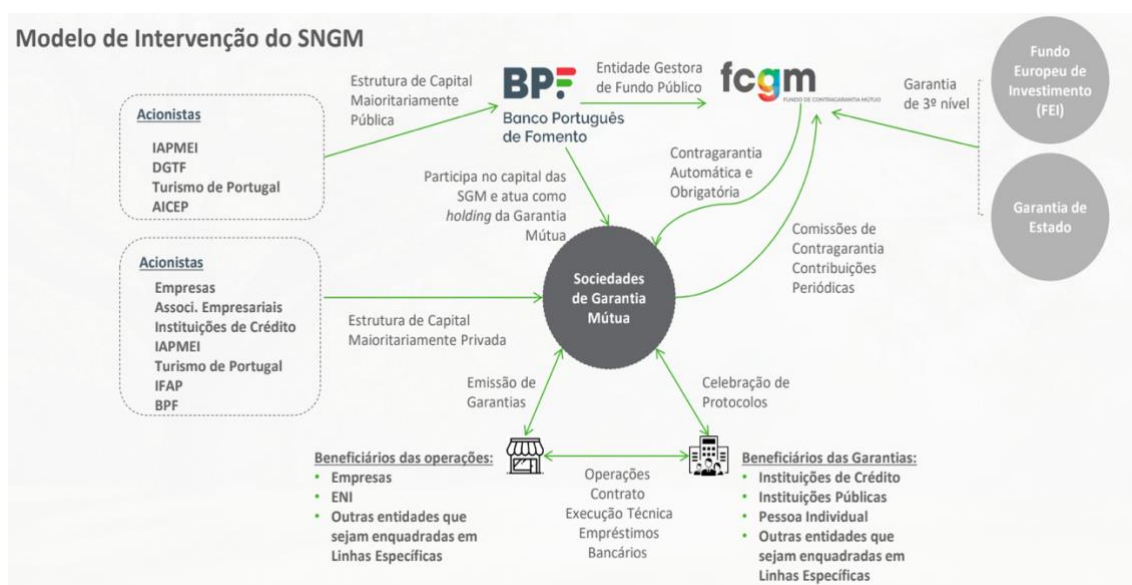 Modelo de Intervenção do SNGM
Acionistas
IAPMEI
DGTF
Turismo de Portugal
AICEP
Estrutura de Capital
Maioritariamente
Pública
BPF
Banco Português
de Fomento
Entidade Gestora
de Fundo Público
fcgm
FUNDO DE CONTRAGARANTIA MÚTUO
Garantia
de 3º nível
Fundo
Europeu de
Investimento
(FEI)
Garantia de
Estado
Participa no capital das
SGM e atua como
holding da Garantia
Mútua
Contragarantia
Automática e
Obrigatória
Comissões de
Contragarantia
Contribuições
Periódicas
Acionistas
Empresas
Associ. Empresariais
Instituições de Crédito
IAPMEI
Turismo de Portugal
IFAP
BPF
Estrutura de Capital
Maioritariamente Privada
Sociedades
de Garantia
Mútua
Emissão de
Garantias
Celebração de
Protocolos
Beneficiários das operações:
• Empresas
• ENI
• Outras entidades que
sejam enquadradas em
Linhas Específicas
Operações
Contrato
Execução Técnica
Empréstimos
Bancários
Beneficiários das Garantias:
• Instituições de Crédito
• Instituições Públicas
• Pessoa Individual
• Outras entidades que
sejam enquadradas em
Linhas Específicas